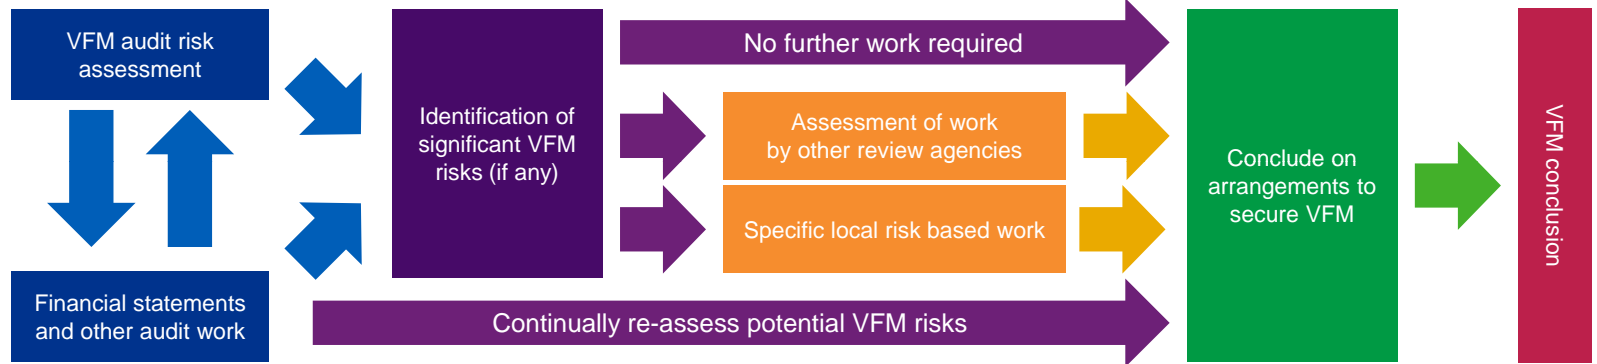 VFM audit risk
assessment
Financial statements
and other audit work
Identification of
significant VFM
risks (if any)
No further work required
Assessment of work
by other review agencies
Specific local risk based work
Continually re-assess potential VFM risks
Conclude on
arrangements to
secure VFM
VFM conclusion